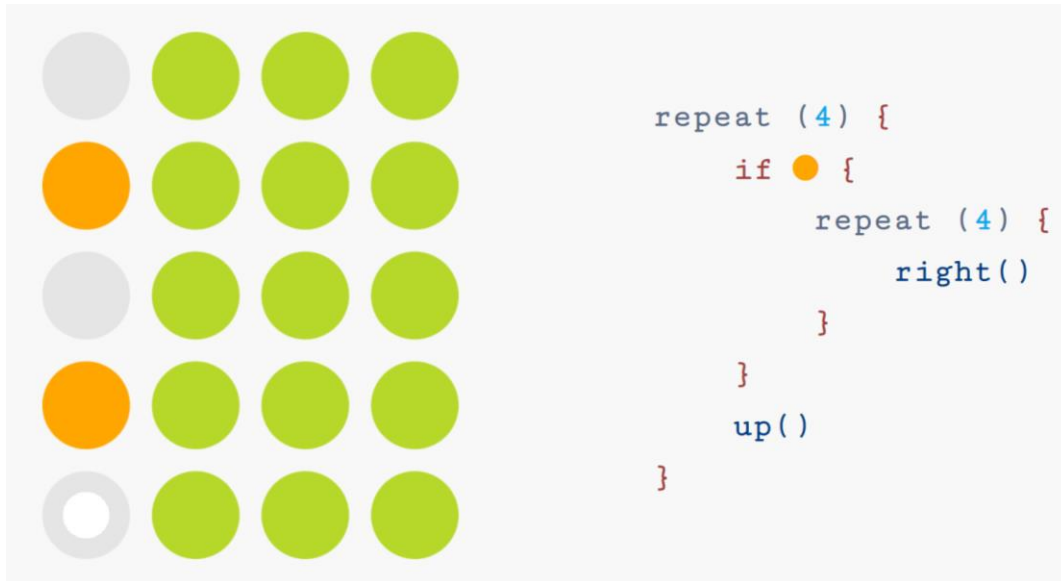 repeat (4) {
if {
repeat (4) {
right()
}
}
up()
}